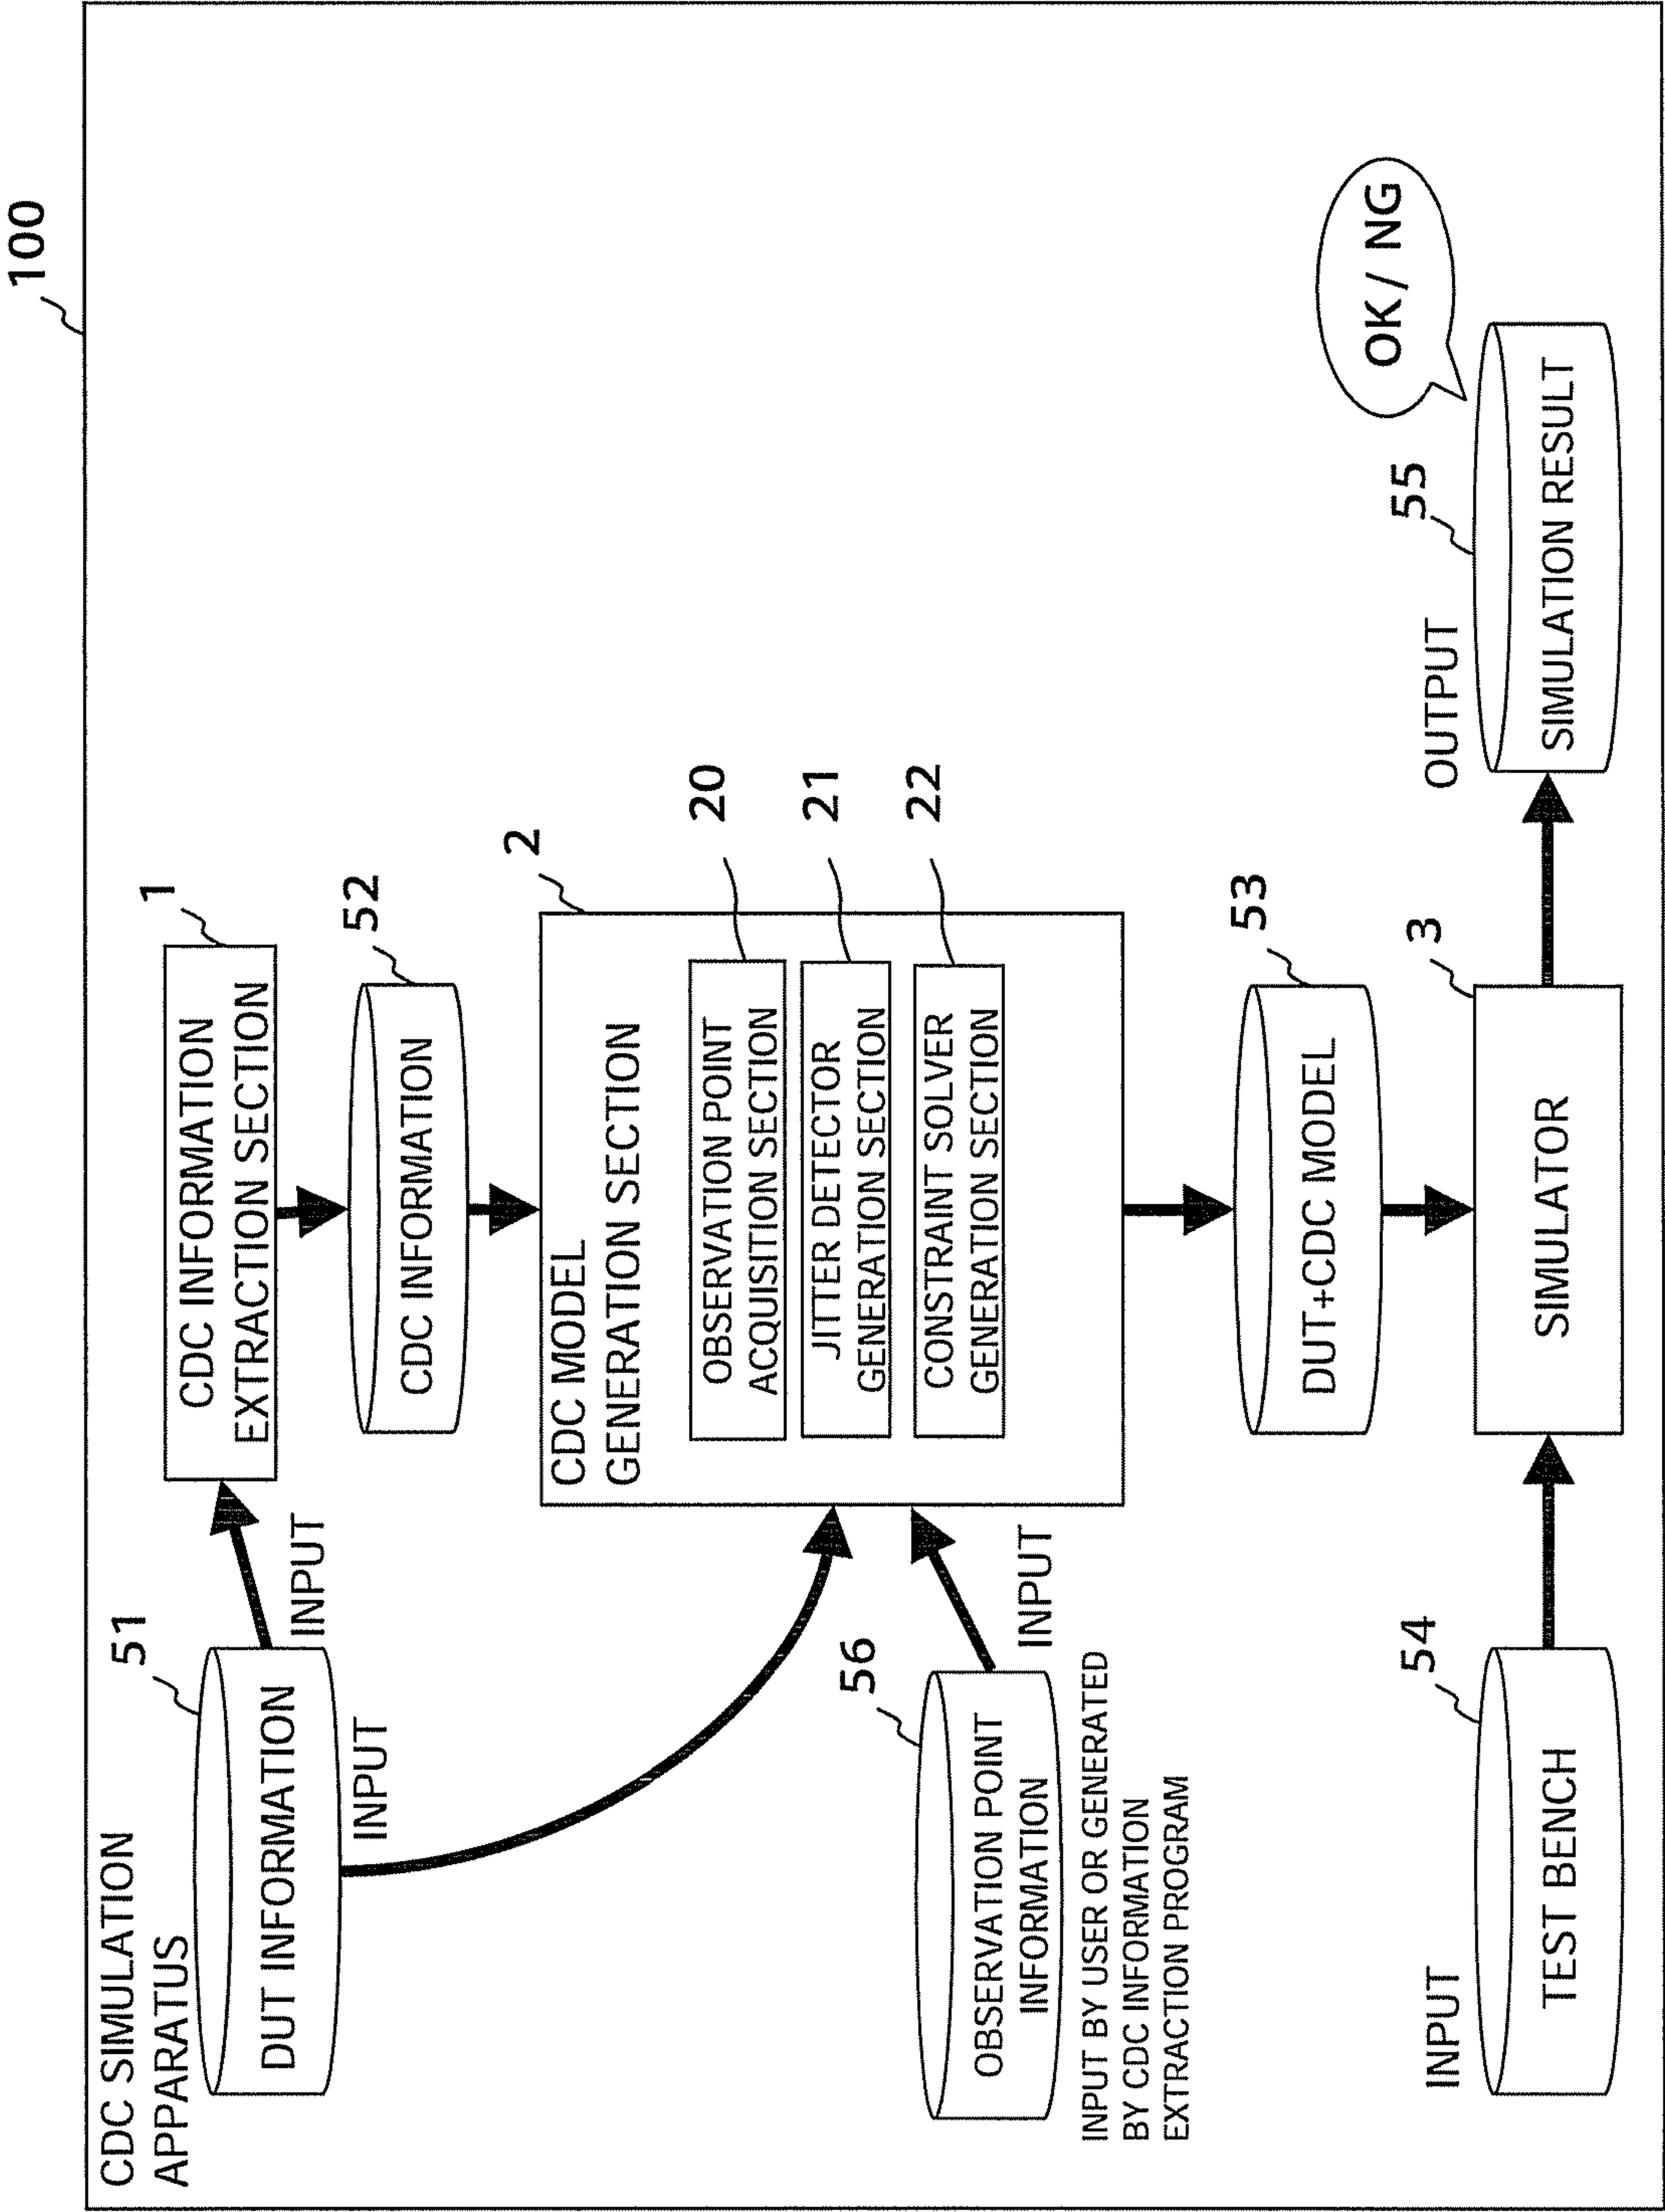 100
CDC SIMULATION
APPARATUS
51
DUT INFORMATION
INPUT
INPUT
1
CDC INFORMATION
EXTRACTION SECTION
52
CDC INFORMATION
2
CDC MODEL
GENERATION SECTION
20
OBSERVATION POINT
ACQUISITION SECTION
21
JITTER DETECTOR
GENERATION SECTION
22
CONSTRAINT SOLVER
GENERATION SECTION
56
OBSERVATION POINT
INFORMATION
INPUT
INPUT BY USER OR GENERATED
BY CDC INFORMATION
EXTRACTION PROGRAM
53
DUT+CDC MODEL
INPUT
54
TEST BENCH
3
SIMULATOR
OUTPUT
55
SIMULATION RESULT
OK / NG